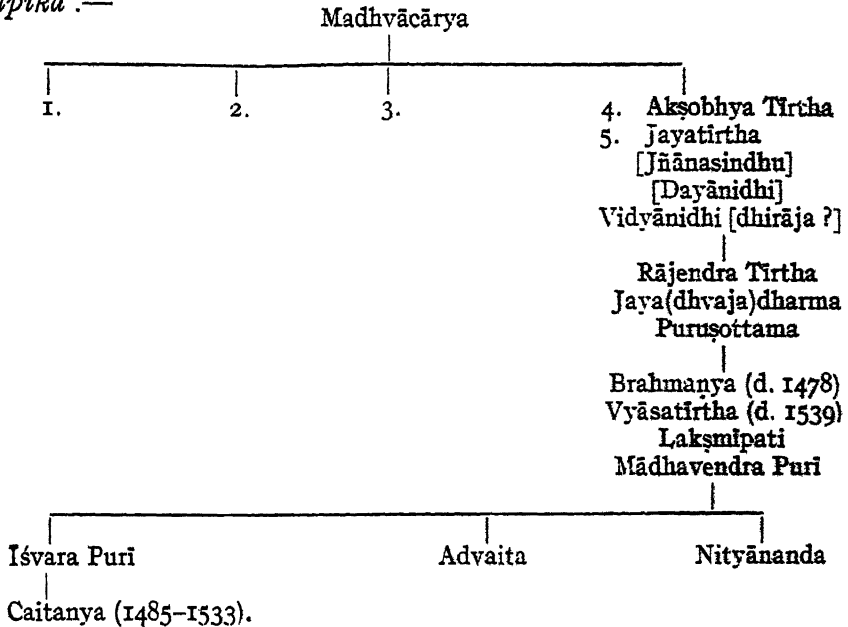 ipikā :—
Madhvācārya
1. 2. 3. 4. Akṣobhya Tīrtha
5. Jayatīrtha
[Jñānasindhu]
[Dayānidhi]
Vidyānidhi [dhirāja ?]
Rājendra Tīrtha
Jaya(dhvaja)dharma
Puruṣottama
Brahmaṇya (d. 1478)
Vyāsatīrtha (d. 1539)
Lakṣmīpati
Mādhavendra Purī
Īśvara Purī Advaita Nityānanda
Caitanya (1485–1533).